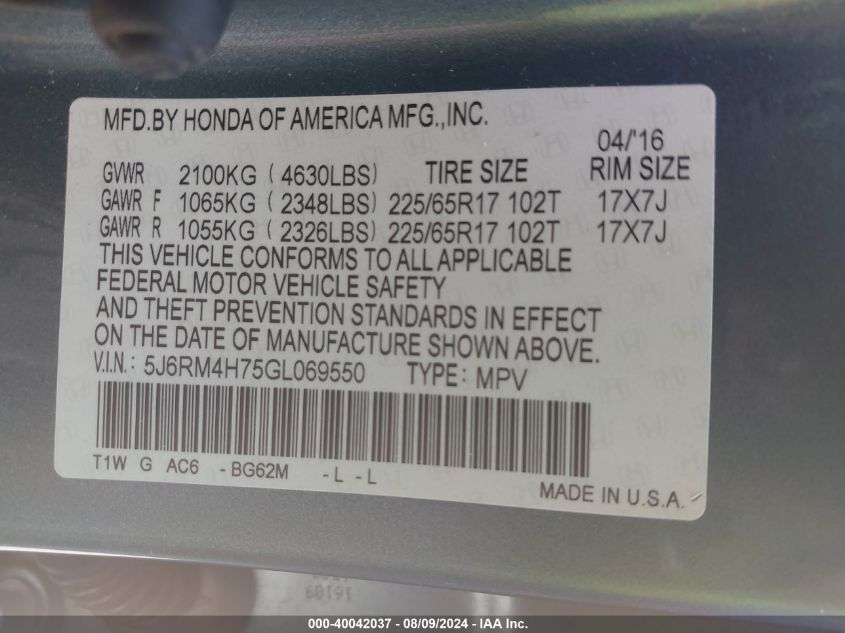 MFD.BY HONDA OF AMERICA MFG.,INC.
04/'16
GVWR 2100KG ( 4630LBS) TIRE SIZE RIM SIZE
GAWR F 1065KG ( 2348LBS) 225/65R17 102T 17X7J
GAWR R 1055KG ( 2326LBS) 225/65R17 102T 17X7J
THIS VEHICLE CONFORMS TO ALL APPLICABLE
FEDERAL MOTOR VEHICLE SAFETY
AND THEFT PREVENTION STANDARDS IN EFFECT
ON THE DATE OF MANUFACTURE SHOWN ABOVE.
V.I.N.: 5J6RM4H75GL069550 TYPE: MPV
T1W G AC6 -BG62M -L -L
MADE IN U.S.A.
000-40042037 - 08/09/2024 - IAA Inc.